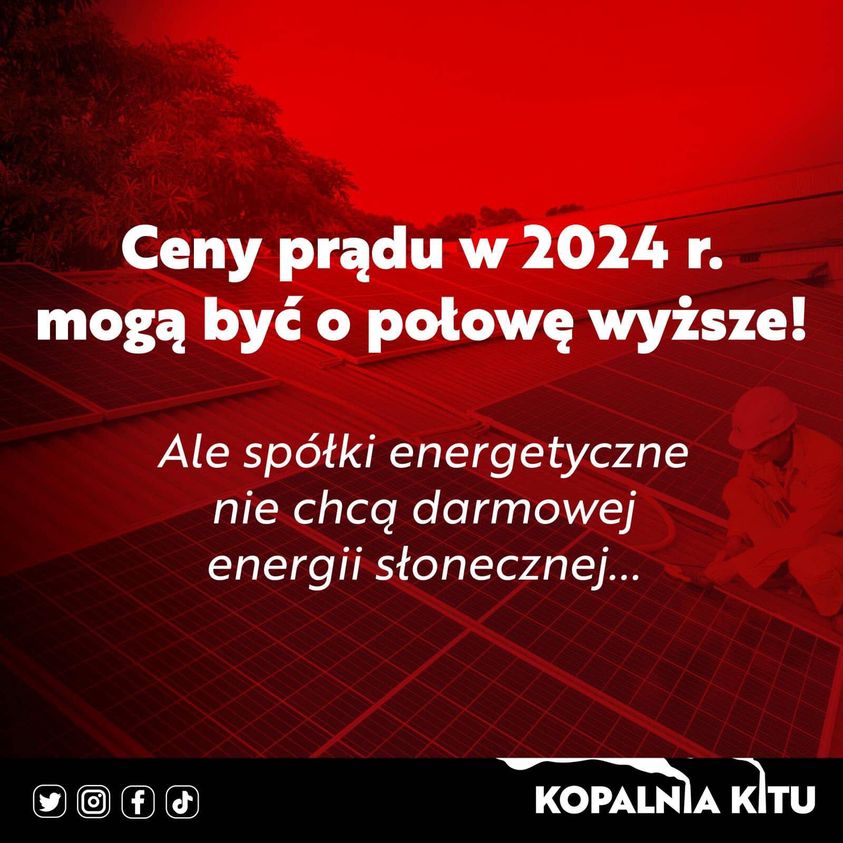 Ceny prądu w 2024 r.
mogą być o połowę wyższe!
Ale spółki energetyczne
nie chcą darmowej
energii słonecznej...
KOPALNIA KITU